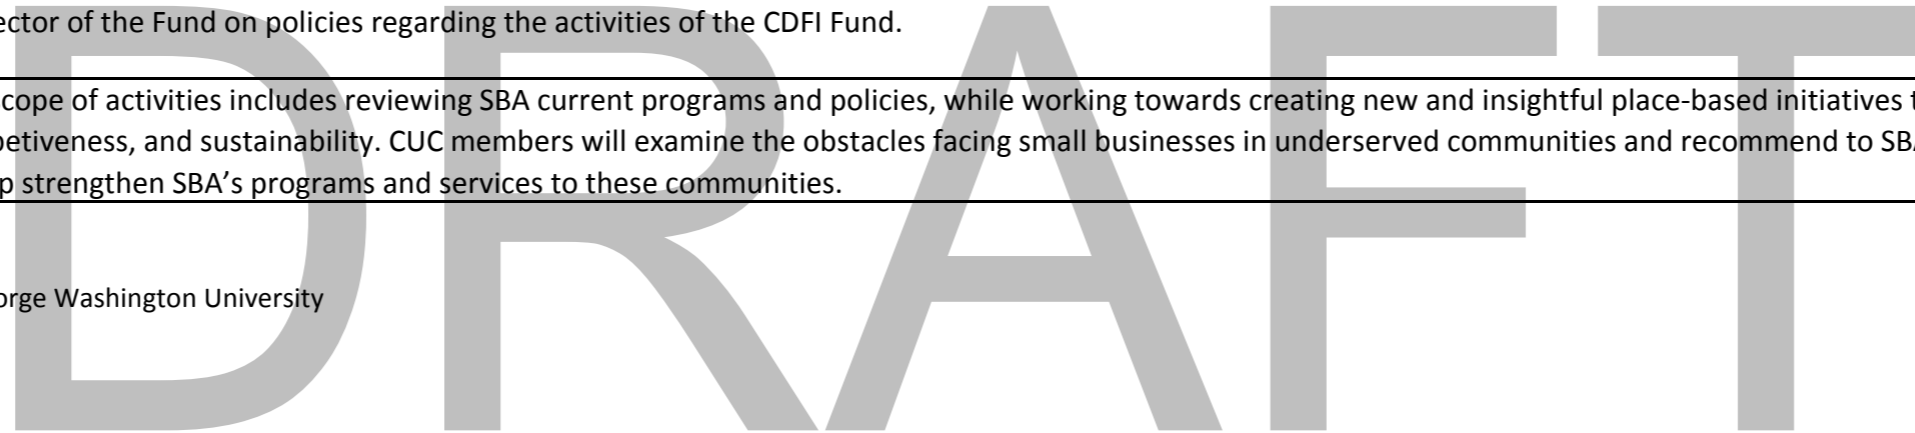 ector of the Fund on policies regarding the activities of the CDFI Fund.
cope of activities includes reviewing SBA current programs and policies, while working towards creating new and insightful place-based initiatives t
petiveness, and sustainability. CUC members will examine the obstacles facing small businesses in underserved communities and recommend to SBA
p strengthen SBA’s programs and services to these communities.
orge Washington University
DRAFT